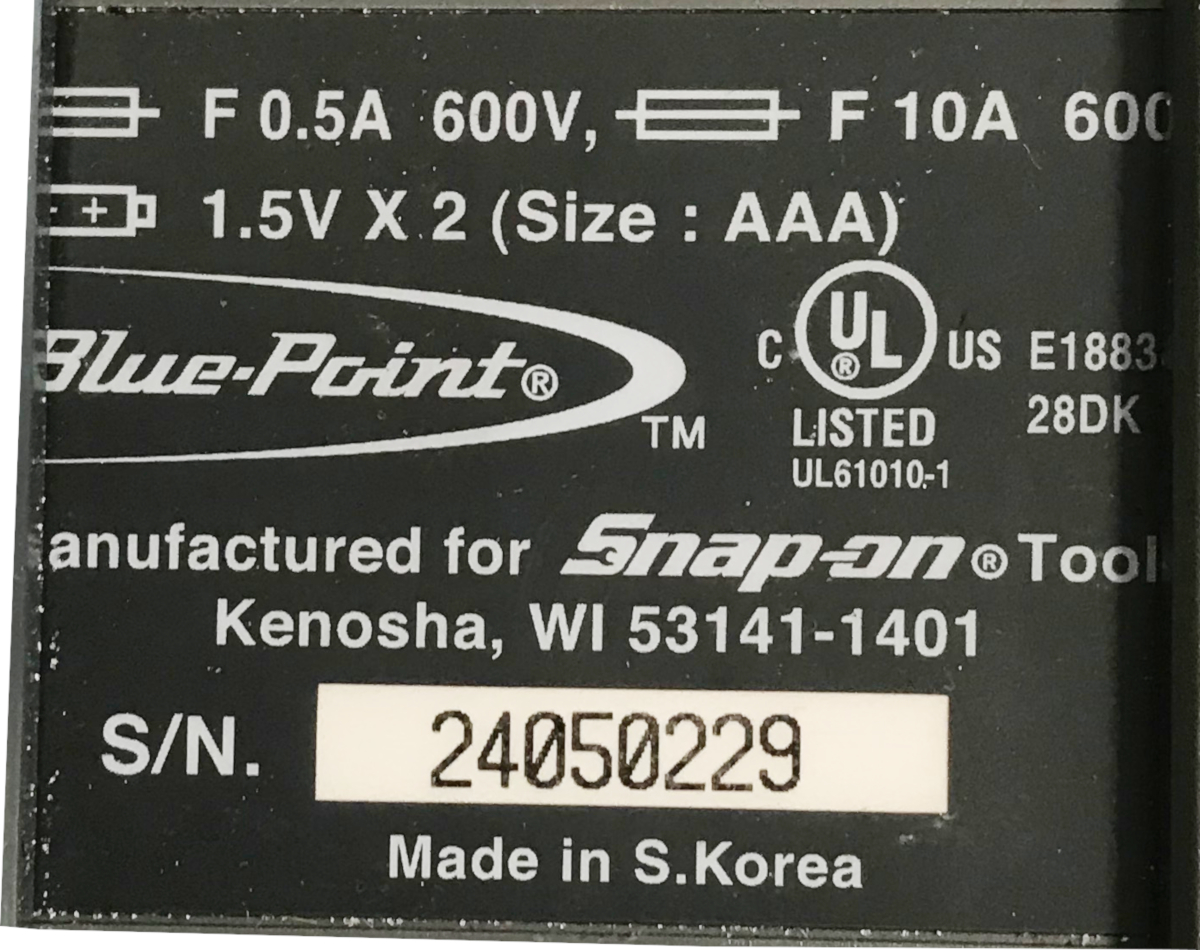 F 0.5A 600V, F 10A 600
- + 1.5V X 2 (Size : AAA)
Blue-Point® TM
C UL® US E1883
LISTED 28DK
UL61010-1
anufactured for Snap-on® Tool
Kenosha, WI 53141-1401
S/N. 24050229
Made in S.Korea